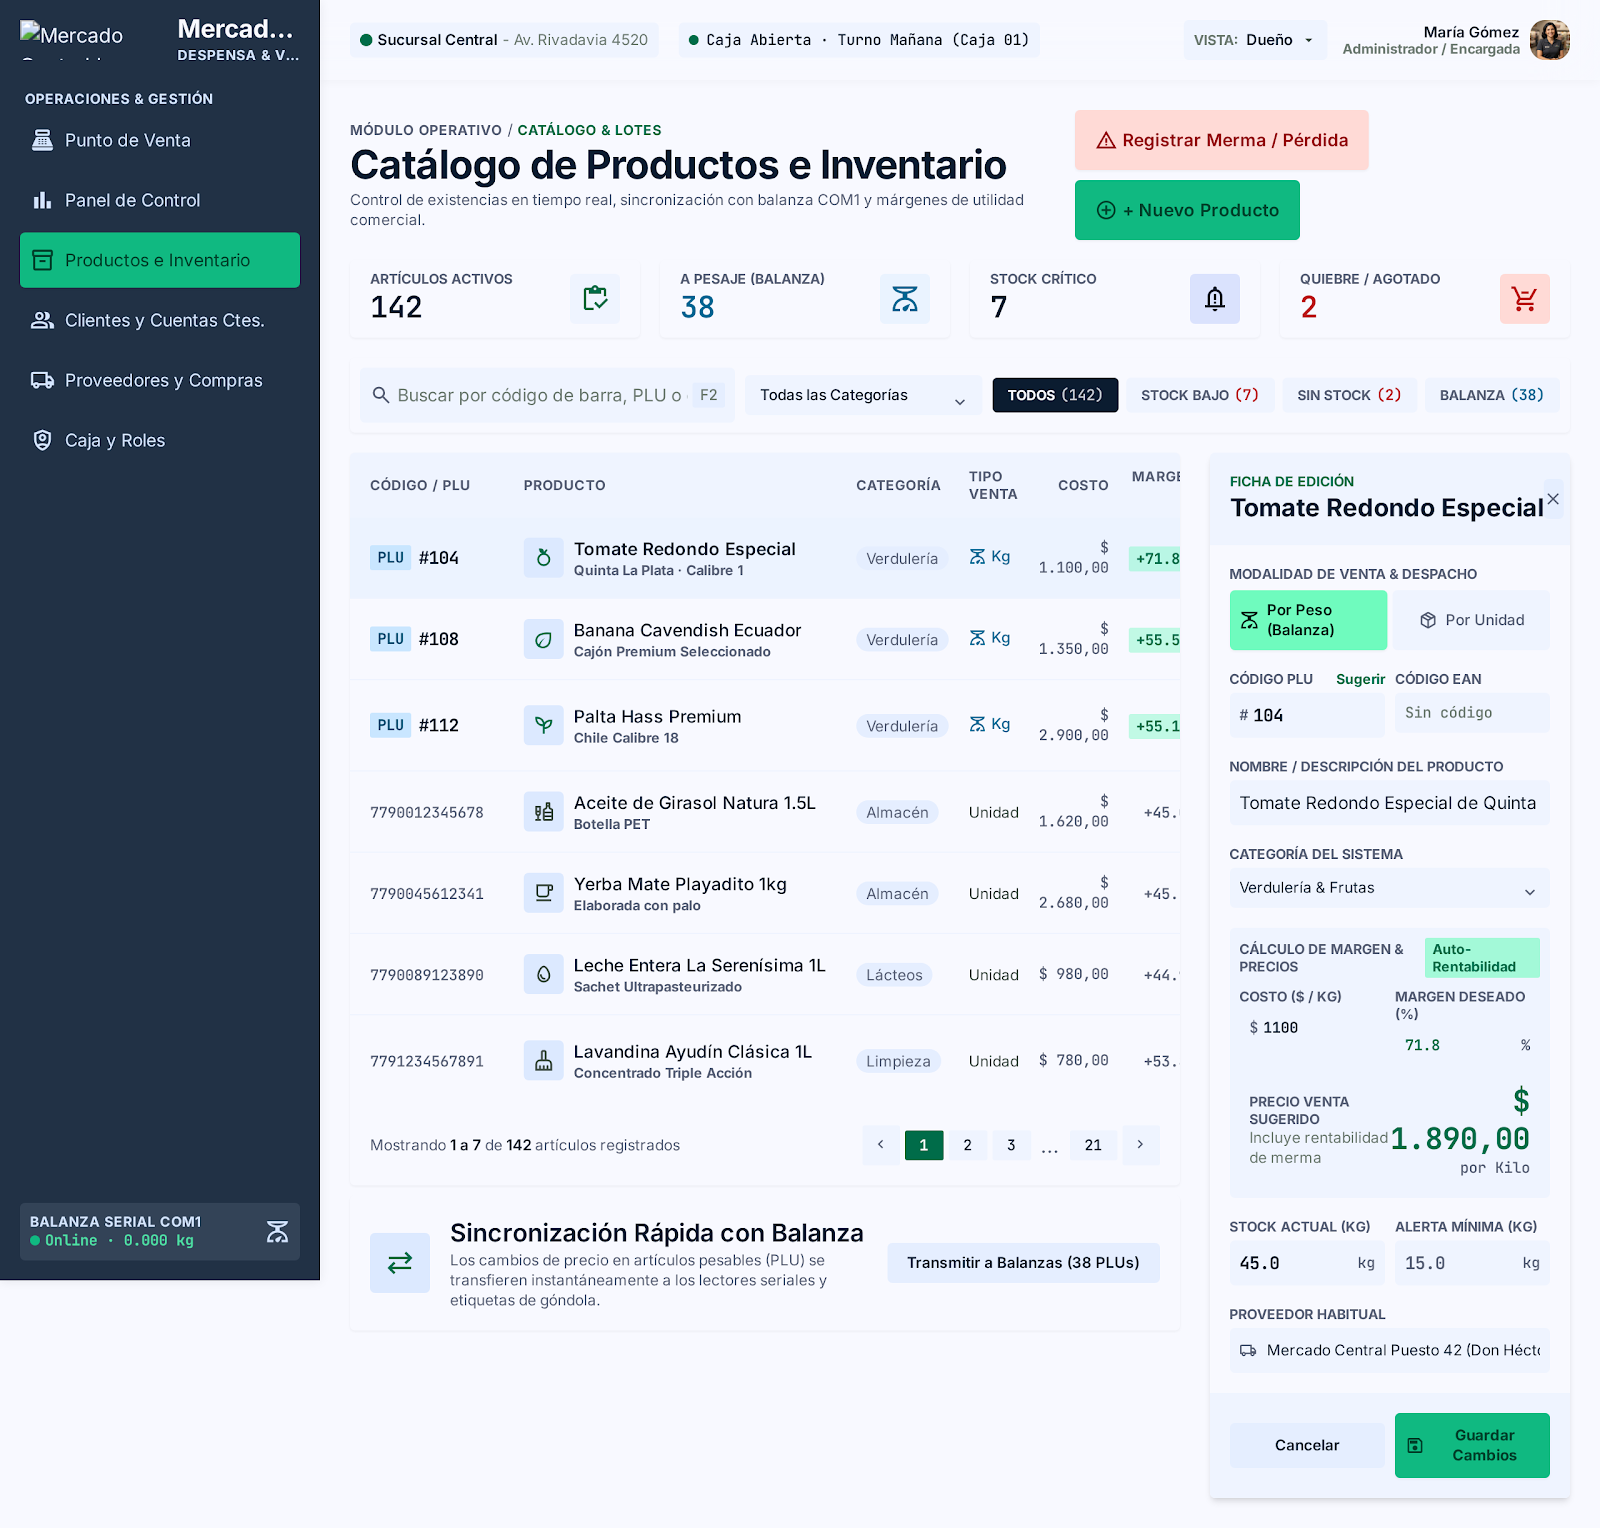 Mercado
Mercad...
DESPENSA & V...
OPERACIONES & GESTIÓN
Punto de Venta
Panel de Control
Productos e Inventario
Clientes y Cuentas Ctes.
Proveedores y Compras
Caja y Roles
BALANZA SERIAL COM1
Online · 0.000 kg
Sucursal Central - Av. Rivadavia 4520
Caja Abierta · Turno Mañana (Caja 01)
VISTA: Dueño
María Gómez
Administrador / Encargada
MÓDULO OPERATIVO / CATÁLOGO & LOTES
Catálogo de Productos e Inventario
Control de existencias en tiempo real, sincronización con balanza COM1 y márgenes de utilidad
comercial.
Registrar Merma / Pérdida
+ Nuevo Producto
ARTÍCULOS ACTIVOS
142
A PESAJE (BALANZA)
38
STOCK CRÍTICO
7
QUIEBRE / AGOTADO
2
Buscar por código de barra, PLU o F2
Todas las Categorías
TODOS (142)
STOCK BAJO (7)
SIN STOCK (2)
BALANZA (38)
CÓDIGO / PLU PRODUCTO CATEGORÍA TIPO VENTA COSTO MARGE
PLU #104 Tomate Redondo Especial Verdulería Kg $ 1.100,00 +71.8
Quinta La Plata · Calibre 1
PLU #108 Banana Cavendish Ecuador Verdulería Kg $ 1.350,00 +55.5
Cajón Premium Seleccionado
PLU #112 Palta Hass Premium Verdulería Kg $ 2.900,00 +55.1
Chile Calibre 18
7790012345678 Aceite de Girasol Natura 1.5L Almacén Unidad $ 1.620,00 +45.
Botella PET
7790045612341 Yerba Mate Playadito 1kg Almacén Unidad $ 2.680,00 +45.
Elaborada con palo
7790089123890 Leche Entera La Serenísima 1L Lácteos Unidad $ 980,00 +44.
Sachet Ultrapasteurizado
7791234567891 Lavandina Ayudín Clásica 1L Limpieza Unidad $ 780,00 +53.
Concentrado Triple Acción
Mostrando 1 a 7 de 142 artículos registrados
‹ 1 2 3 ... 21 ›
Sincronización Rápida con Balanza
Los cambios de precio en artículos pesables (PLU) se
transfieren instantáneamente a los lectores seriales y
etiquetas de góndola.
Transmitir a Balanzas (38 PLUs)
FICHA DE EDICIÓN
Tomate Redondo Especial
MODALIDAD DE VENTA & DESPACHO
Por Peso
(Balanza)
Por Unidad
CÓDIGO PLU Sugerir CÓDIGO EAN
# 104 Sin código
NOMBRE / DESCRIPCIÓN DEL PRODUCTO
Tomate Redondo Especial de Quinta
CATEGORÍA DEL SISTEMA
Verdulería & Frutas
CÁLCULO DE MARGEN &
PRECIOS
Auto-
Rentabilidad
COSTO ($ / KG)
$ 1100
MARGEN DESEADO
(%)
71.8 %
PRECIO VENTA
SUGERIDO
Incluye rentabilidad
de merma
$
1.890,00
por Kilo
STOCK ACTUAL (KG) ALERTA MÍNIMA (KG)
45.0 kg 15.0 kg
PROVEEDOR HABITUAL
Mercado Central Puesto 42 (Don Hécto
Cancelar
Guardar
Cambios